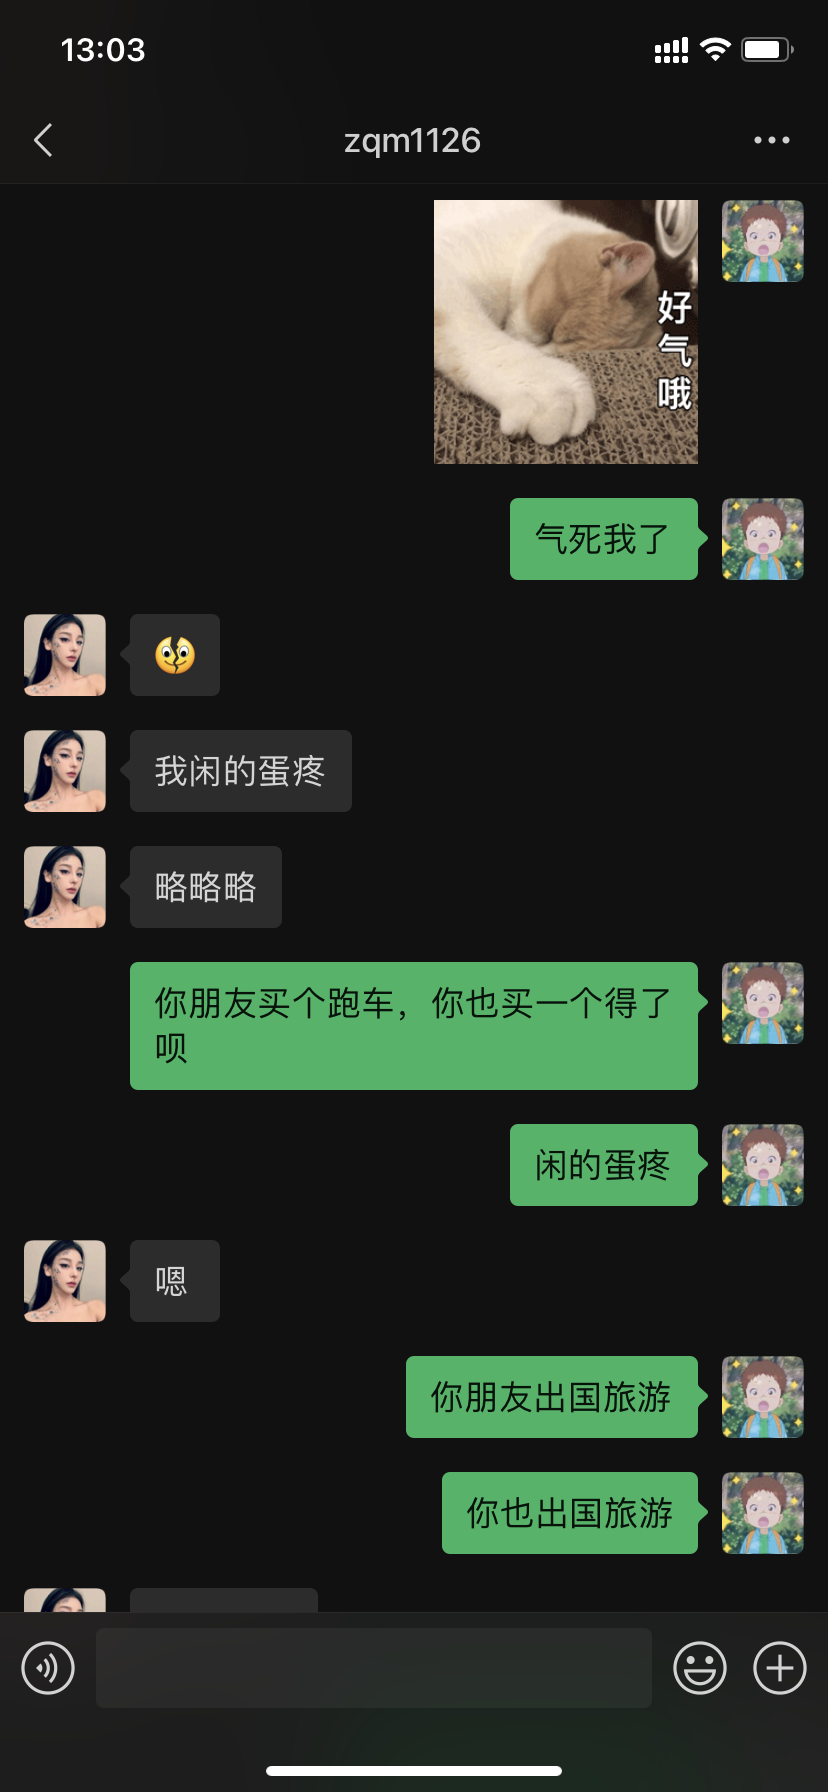 13:03
zqm1126
好
气
哦
气死我了
我闲的蛋疼
略略略
你朋友买个跑车，你也买一个得了
呗
闲的蛋疼
嗯
你朋友出国旅游
你也出国旅游